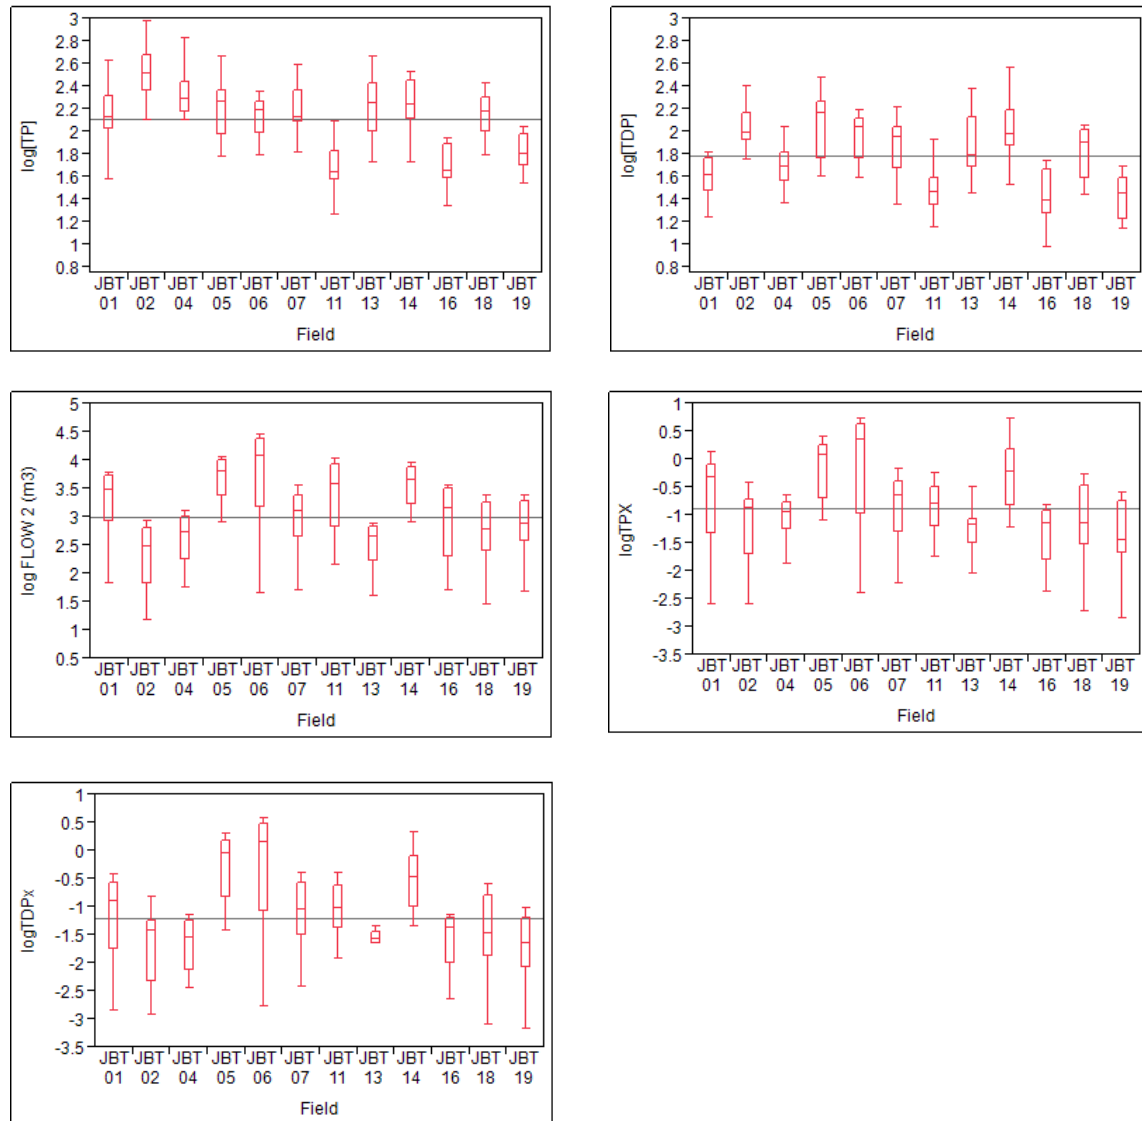 log[TP]
3
2.8
2.6
2.4
2.2
2
1.8
1.6
1.4
1.2
1
0.8
JBT JBT JBT JBT JBT JBT JBT JBT JBT JBT JBT JBT
01 02 04 05 06 07 11 13 14 16 18 19
Field
log[TDP]
3
2.8
2.6
2.4
2.2
2
1.8
1.6
1.4
1.2
1
0.8
JBT JBT JBT JBT JBT JBT JBT JBT JBT JBT JBT JBT
01 02 04 05 06 07 11 13 14 16 18 19
Field
log FLOW 2 (m3)
5
4.5
4
3.5
3
2.5
2
1.5
1
0.5
JBT JBT JBT JBT JBT JBT JBT JBT JBT JBT JBT JBT
01 02 04 05 06 07 11 13 14 16 18 19
Field
logTPX
1
0.5
0
-0.5
-1
-1.5
-2
-2.5
-3
-3.5
JBT JBT JBT JBT JBT JBT JBT JBT JBT JBT JBT JBT
01 02 04 05 06 07 11 13 14 16 18 19
Field
logTDPx
1
0.5
0
-0.5
-1
-1.5
-2
-2.5
-3
-3.5
JBT JBT JBT JBT JBT JBT JBT JBT JBT JBT JBT JBT
01 02 04 05 06 07 11 13 14 16 18 19
Field